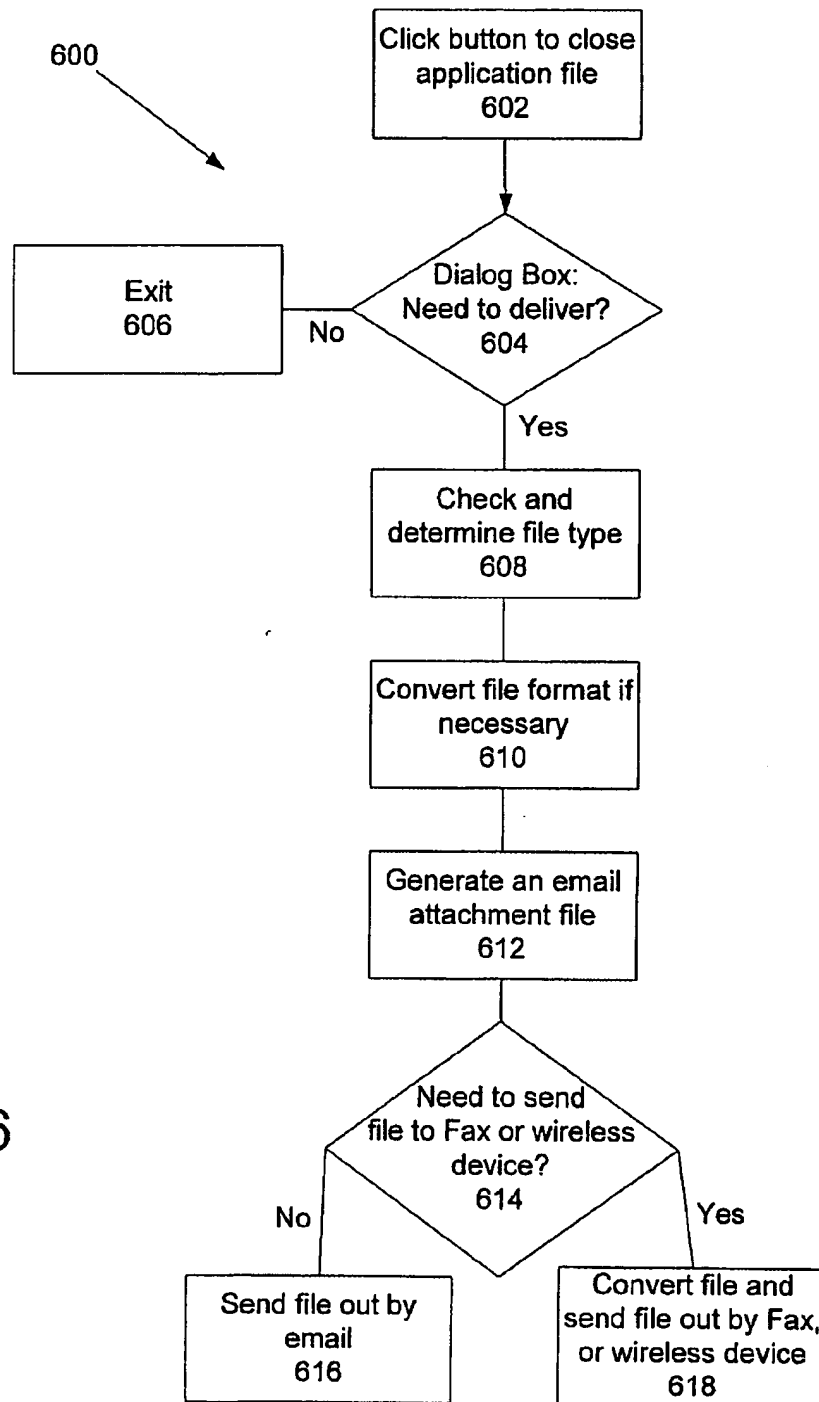 600
Click button to close
application file
602
Dialog Box:
Need to deliver?
604
Exit
606
No
Yes
Check and
determine file type
608
Convert file format if
necessary
610
Generate an email
attachment file
612
Need to send
file to Fax or wireless
device?
614
6
No
Yes
Send file out by
email
616
Convert file and
send file out by Fax,
or wireless device
618